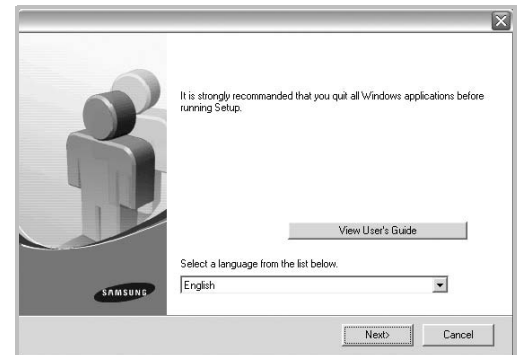 It is strongly recommanded that you quit all Windows applications before
running Setup.
View User's Guide
Select a language from the list below.
English
SAMSUNG
Next>
Cancel